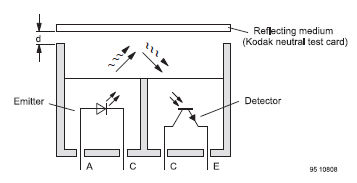 d
Reflecting medium
(Kodak neutral test card)
Emitter
Detector
A
C
C
E
95 10808